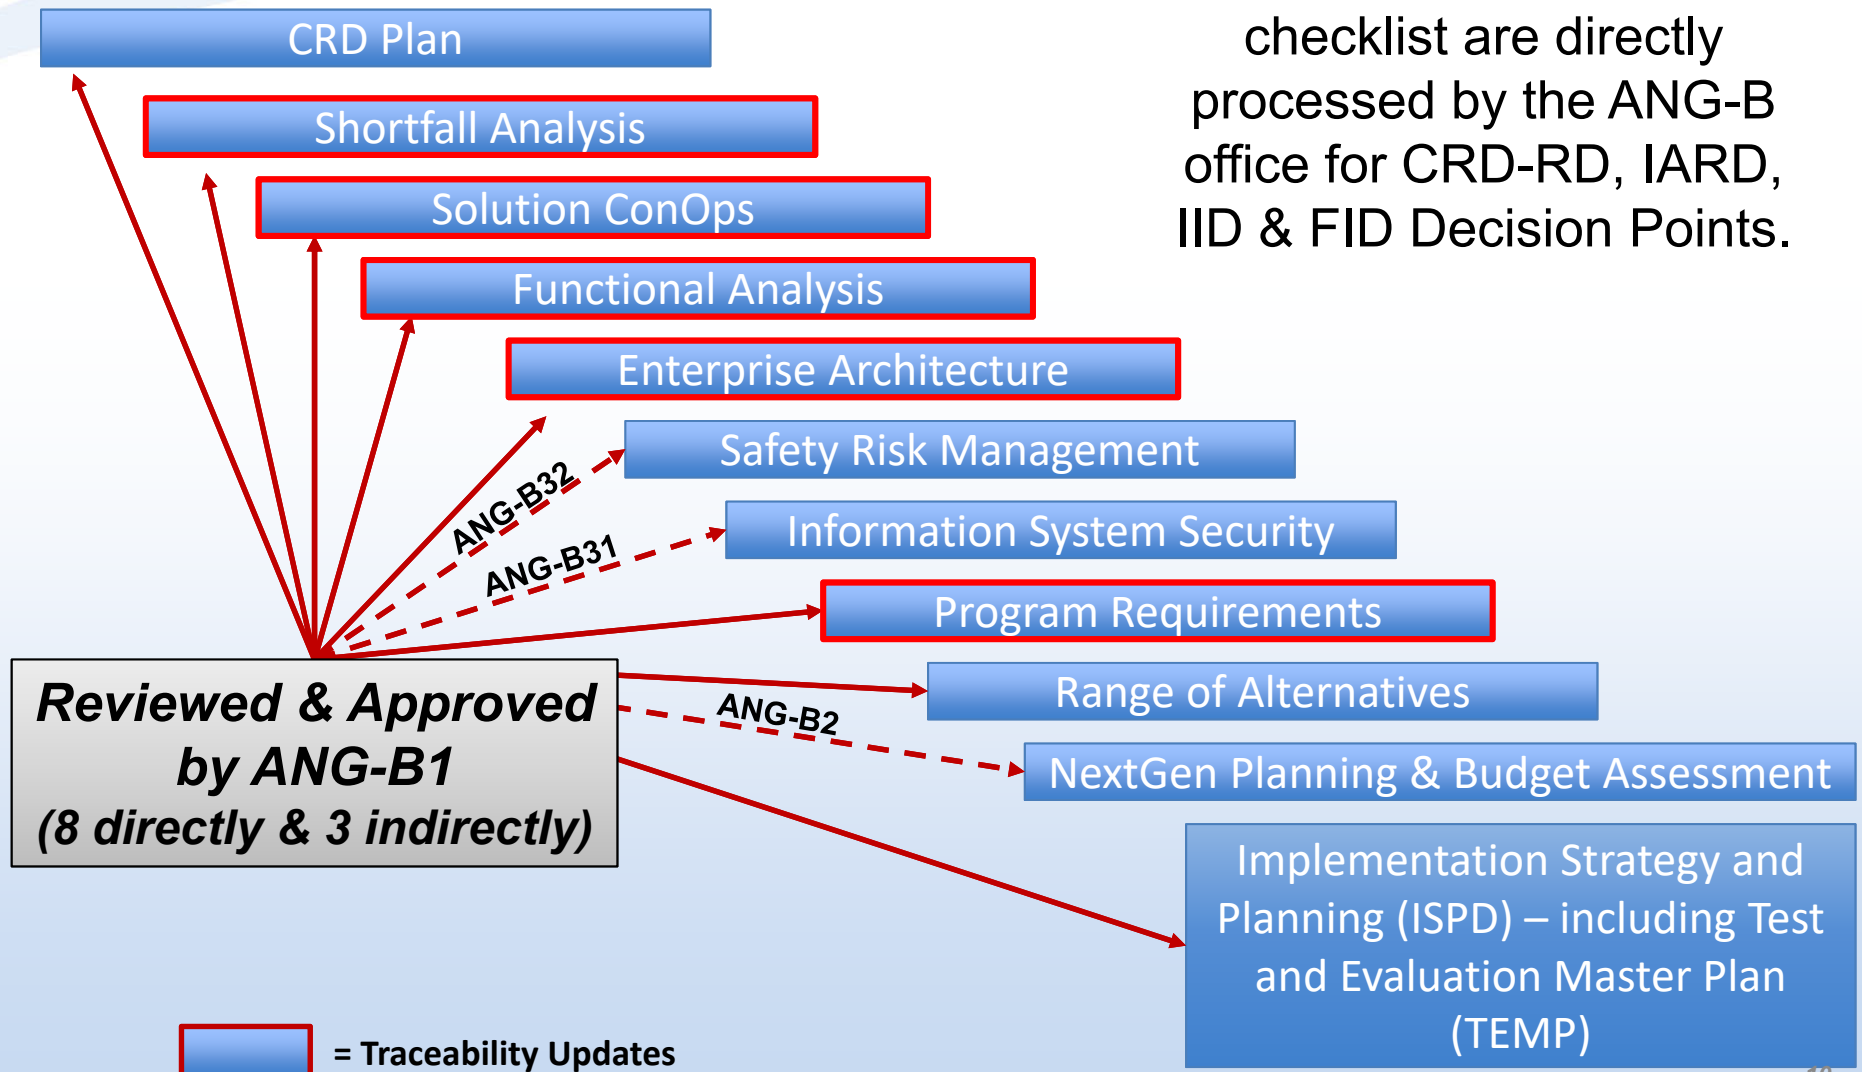 CRD Plan
checklist are directly
processed by the ANG-B
office for CRD-RD, IARD,
IID & FID Decision Points.
Shortfall Analysis
Solution ConOps
Functional Analysis
Enterprise Architecture
Safety Risk Management
ANG-B32
Information System Security
ANG-B31
Program Requirements
Reviewed & Approved
by ANG-B1
(8 directly & 3 indirectly)
Range of Alternatives
ANG-B2
NextGen Planning & Budget Assessment
Implementation Strategy and
Planning (ISPD) – including Test
and Evaluation Master Plan
(TEMP)
= Traceability Updates